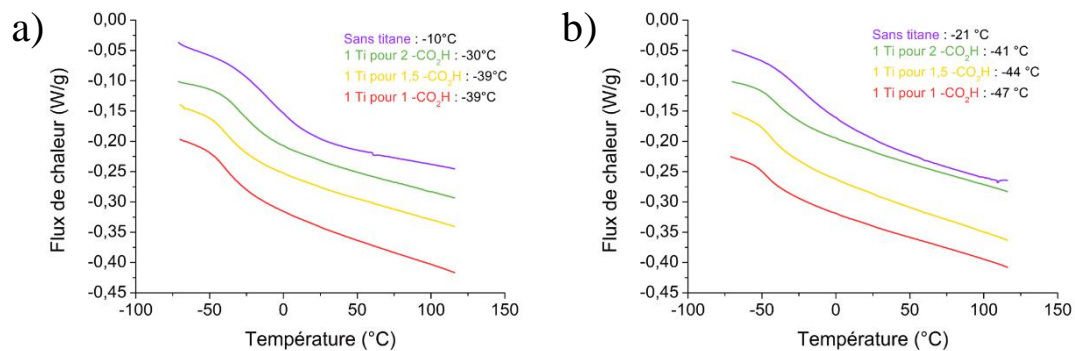 a)
Sans titane : -10°C
1 Ti pour 2 -CO₂H : -30°C
1 Ti pour 1,5 -CO₂H : -39°C
1 Ti pour 1 -CO₂H : -39°C
Flux de chaleur (W/g)
0,00
-0,05
-0,10
-0,15
-0,20
-0,25
-0,30
-0,35
-0,40
-0,45
-100 -50 0 50 100 150
Température (°C)
b)
Sans titane : -21 °C
1 Ti pour 2 -CO₂H : -41 °C
1 Ti pour 1,5 -CO₂H : -44 °C
1 Ti pour 1 -CO₂H : -47 °C
Flux de chaleur (W/g)
0,00
-0,05
-0,10
-0,15
-0,20
-0,25
-0,30
-0,35
-0,40
-0,45
-100 -50 0 50 100 150
Température (°C)